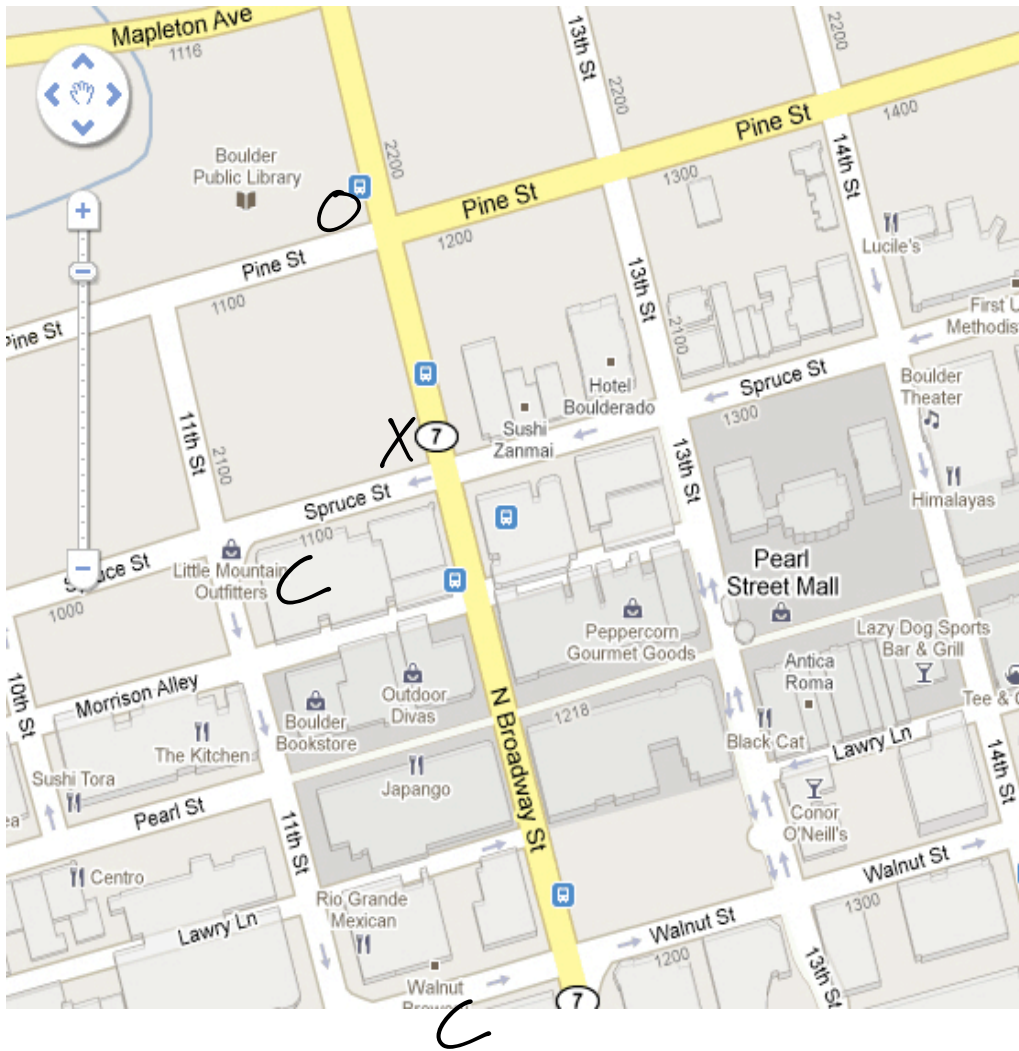 Mapleton Ave
1116
13th St
2200
2200
Pine St
1400
Boulder
Public Library
2200
Pine St
1300
14th St
O
1200
Lucile's
Pine St
1100
13th St
2100
First U
Methodis
Pine St
Hotel
Boulderado
Spruce St
1300
Boulder
Theater
11th St
2100
X
7
Sushi
Zanmai
13th St
Himalayas
Spruce St
1100
Little Mountain
Outfitters
C
Pearl
Street Mall
1000
Peppercorn
Gourmet Goods
Lazy Dog Sports
Bar & Grill
10th St
Morrison Alley
Outdoor
Divas
Antica
Roma
Tee &
Boulder
Bookstore
N Broadway St
1218
The Kitchen
Black Cat
Lawry Ln
14th St
Sushi Tora
Japango
Pearl St
11th St
Conor
O'Neill's
Walnut St
Centro
Rio Grande
Mexican
1300
Lawry Ln
Walnut St
1200
13th St
Walnut
7
C